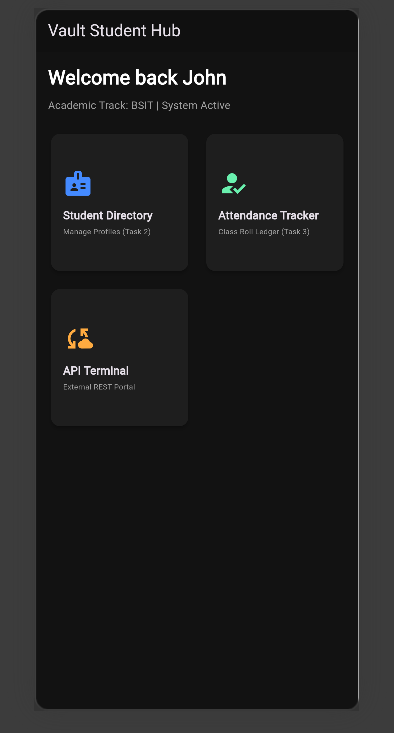 Vault Student Hub
Welcome back John
Academic Track: BSIT | System Active
Student Directory
Manage Profiles (Task 2)
Attendance Tracker
Class Roll Ledger (Task 3)
API Terminal
External REST Portal